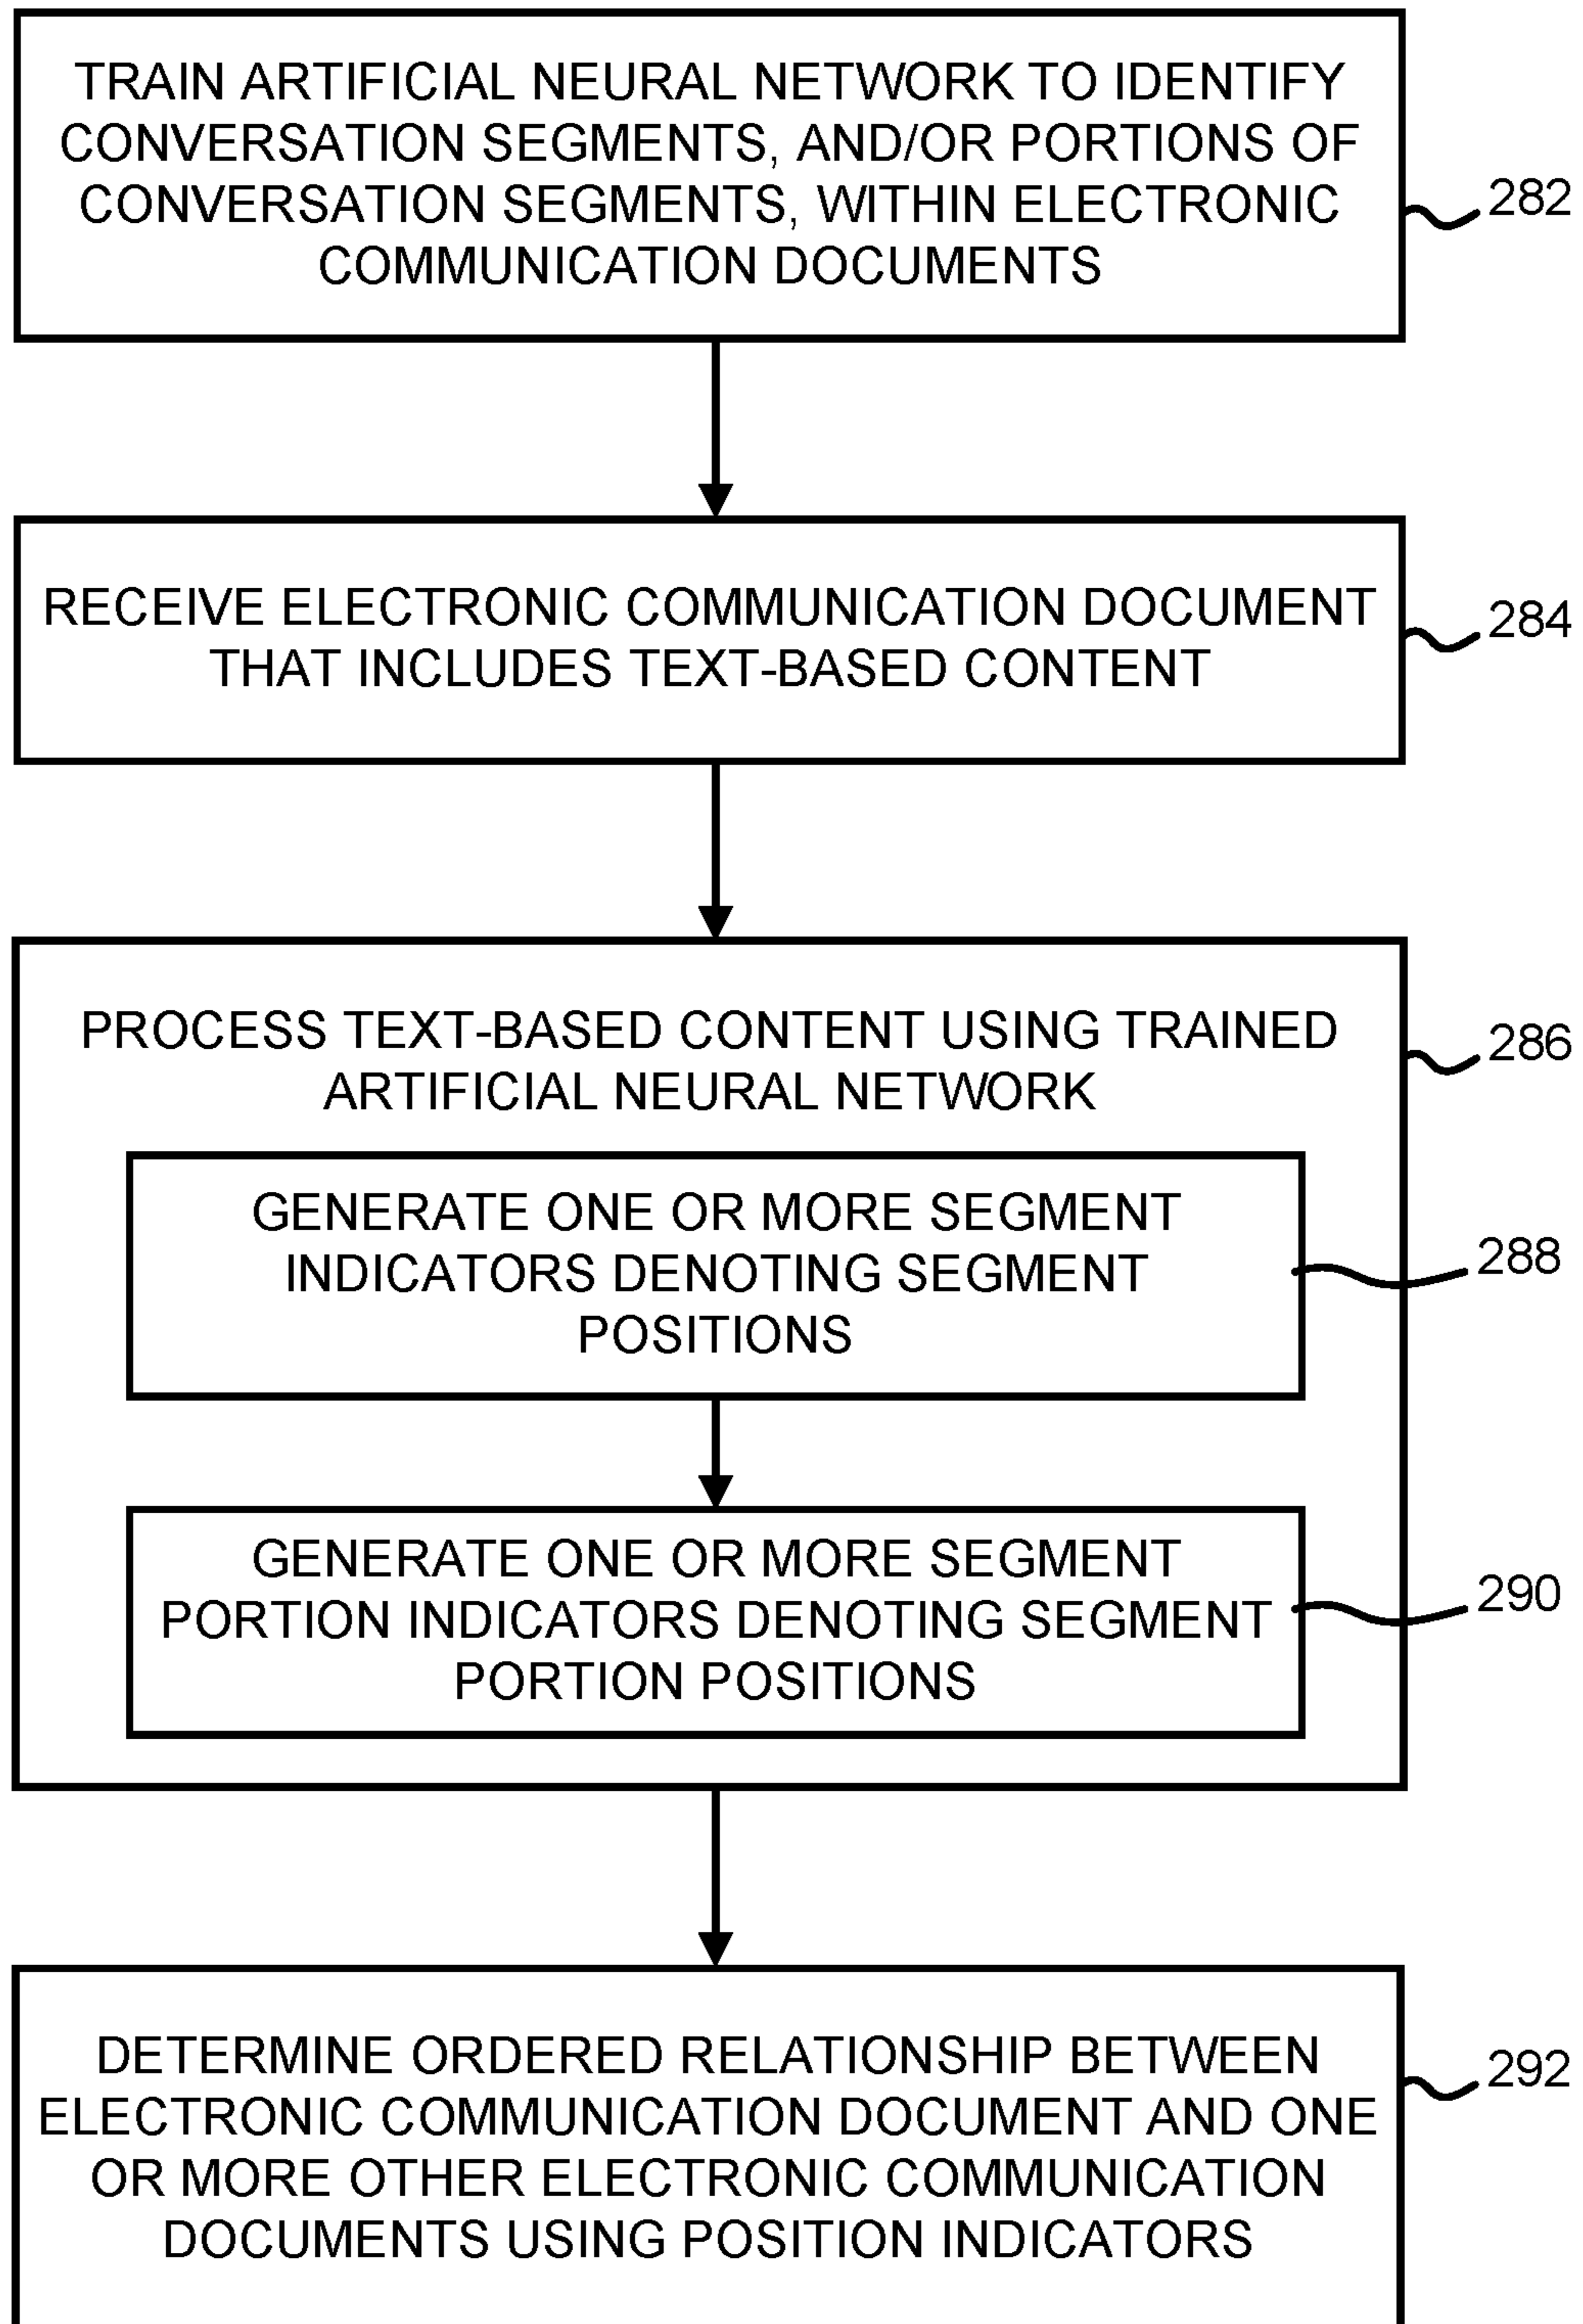 TRAIN ARTIFICIAL NEURAL NETWORK TO IDENTIFY
CONVERSATION SEGMENTS, AND/OR PORTIONS OF
CONVERSATION SEGMENTS, WITHIN ELECTRONIC
COMMUNICATION DOCUMENTS
282
RECEIVE ELECTRONIC COMMUNICATION DOCUMENT
THAT INCLUDES TEXT-BASED CONTENT
284
PROCESS TEXT-BASED CONTENT USING TRAINED
ARTIFICIAL NEURAL NETWORK
286
GENERATE ONE OR MORE SEGMENT
INDICATORS DENOTING SEGMENT
POSITIONS
288
GENERATE ONE OR MORE SEGMENT
PORTION INDICATORS DENOTING SEGMENT
PORTION POSITIONS
290
DETERMINE ORDERED RELATIONSHIP BETWEEN
ELECTRONIC COMMUNICATION DOCUMENT AND ONE
OR MORE OTHER ELECTRONIC COMMUNICATION
DOCUMENTS USING POSITION INDICATORS
292